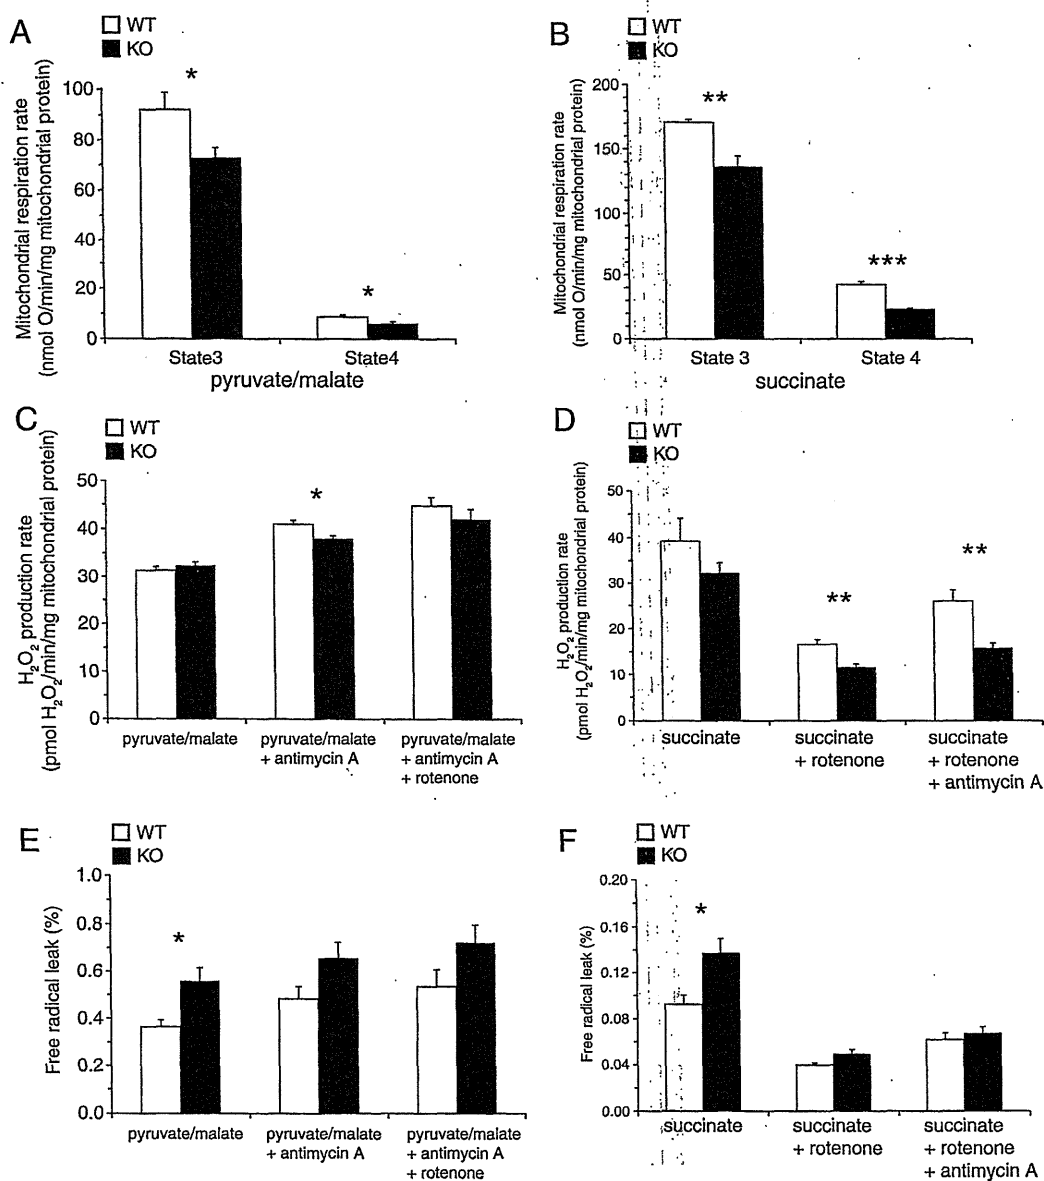 A
WT
KO
Mitochondrial respiration rate
(nmol O/min/mg mitochondrial protein)
100
80
60
40
20
0
*
*
State3
State4
pyruvate/malate
B
WT
KO
Mitochondrial respiration rate
(nmol O/min/mg mitochondrial protein)
200
150
100
50
0
**
***
State 3
State 4
succinate
C
WT
KO
H₂O₂ production rate
(pmol H₂O₂/min/mg mitochondrial protein)
50
40
30
20
10
0
*
pyruvate/malate
pyruvate/malate
+ antimycin A
pyruvate/malate
+ antimycin A
+ rotenone
D
WT
KO
H₂O₂ production rate
(pmol H₂O₂/min/mg mitochondrial protein)
50
40
30
20
10
0
**
**
succinate
succinate
+ rotenone
succinate
+ rotenone
+ antimycin A
E
WT
KO
Free radical leak (%)
1.0
0.8
0.6
0.4
0.2
0.0
*
pyruvate/malate
pyruvate/malate
+ antimycin A
pyruvate/malate
+ antimycin A
+ rotenone
F
WT
KO
Free radical leak (%)
0.20
0.16
0.12
0.08
0.04
0.00
*
succinate
succinate
+ rotenone
succinate
+ rotenone
+ antimycin A